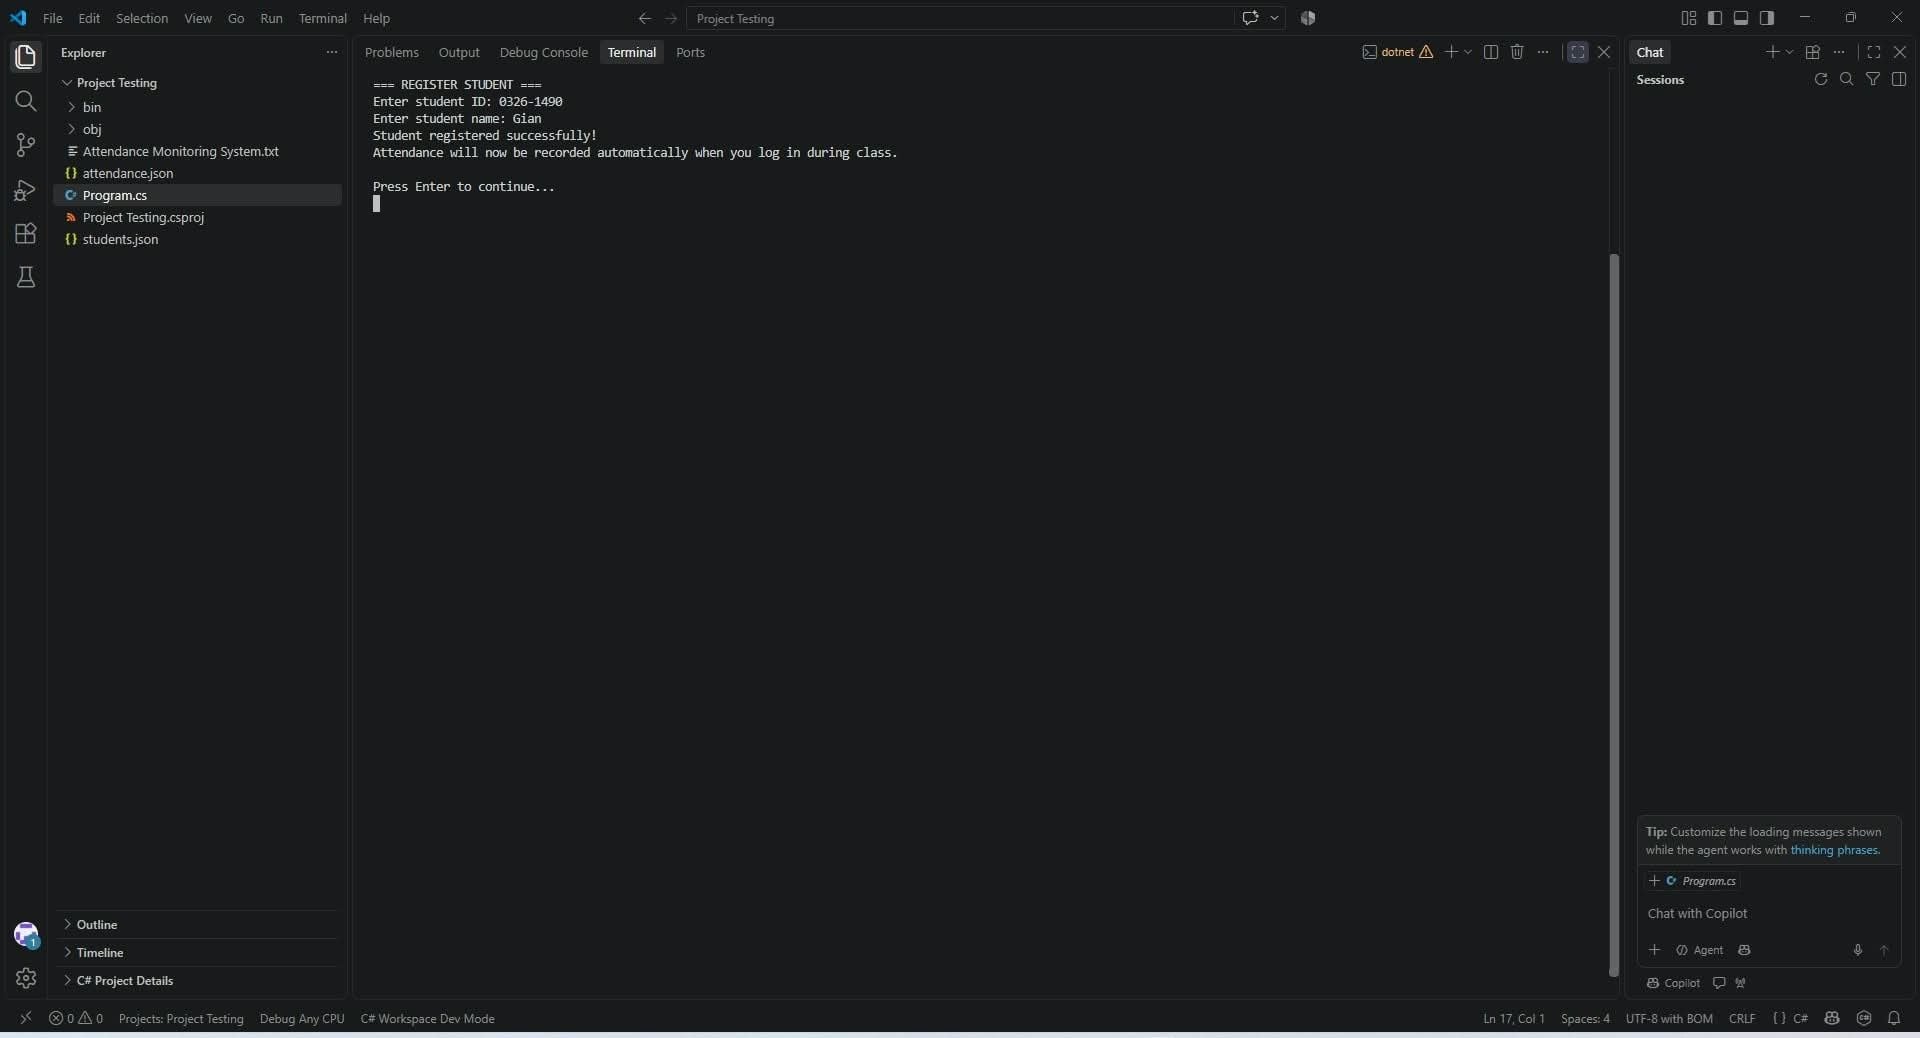 File Edit Selection View Go Run Terminal Help
Project Testing
Explorer
Project Testing
bin
obj
Attendance Monitoring System.txt
attendance.json
Program.cs
Project Testing.csproj
students.json
Outline
Timeline
C# Project Details
Problems Output Debug Console Terminal Ports
dotnet
=== REGISTER STUDENT ===
Enter student ID: 0326-1490
Enter student name: Gian
Student registered successfully!
Attendance will now be recorded automatically when you log in during class.
Press Enter to continue...
Chat
Sessions
Tip: Customize the loading messages shown
while the agent works with thinking phrases.
Program.cs
Chat with Copilot
Agent
Copilot
1
0 0 Projects: Project Testing Debug Any CPU C# Workspace Dev Mode
Ln 17, Col 1 Spaces: 4 UTF-8 with BOM CRLF {} C#